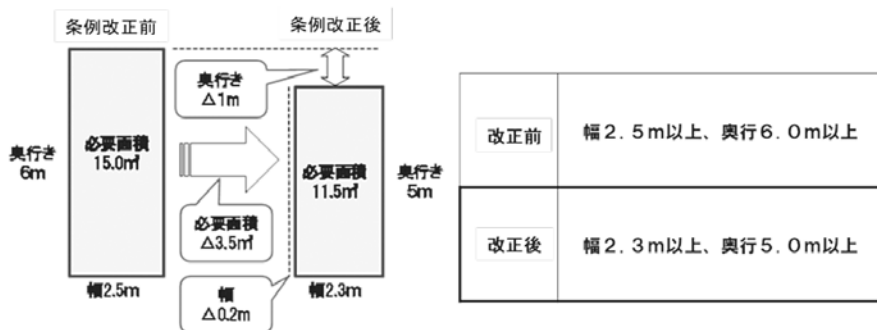 条例改正前
条例改正後
奥行き
△1m
奥行き
6m
必要面積
15.0㎡
必要面積
11.5㎡
奥行き
5m
必要面積
△3.5㎡
幅2.5m
幅
△0.2m
幅2.3m
改正前
幅2.5m以上、奥行6.0m以上
改正後
幅2.3m以上、奥行5.0m以上